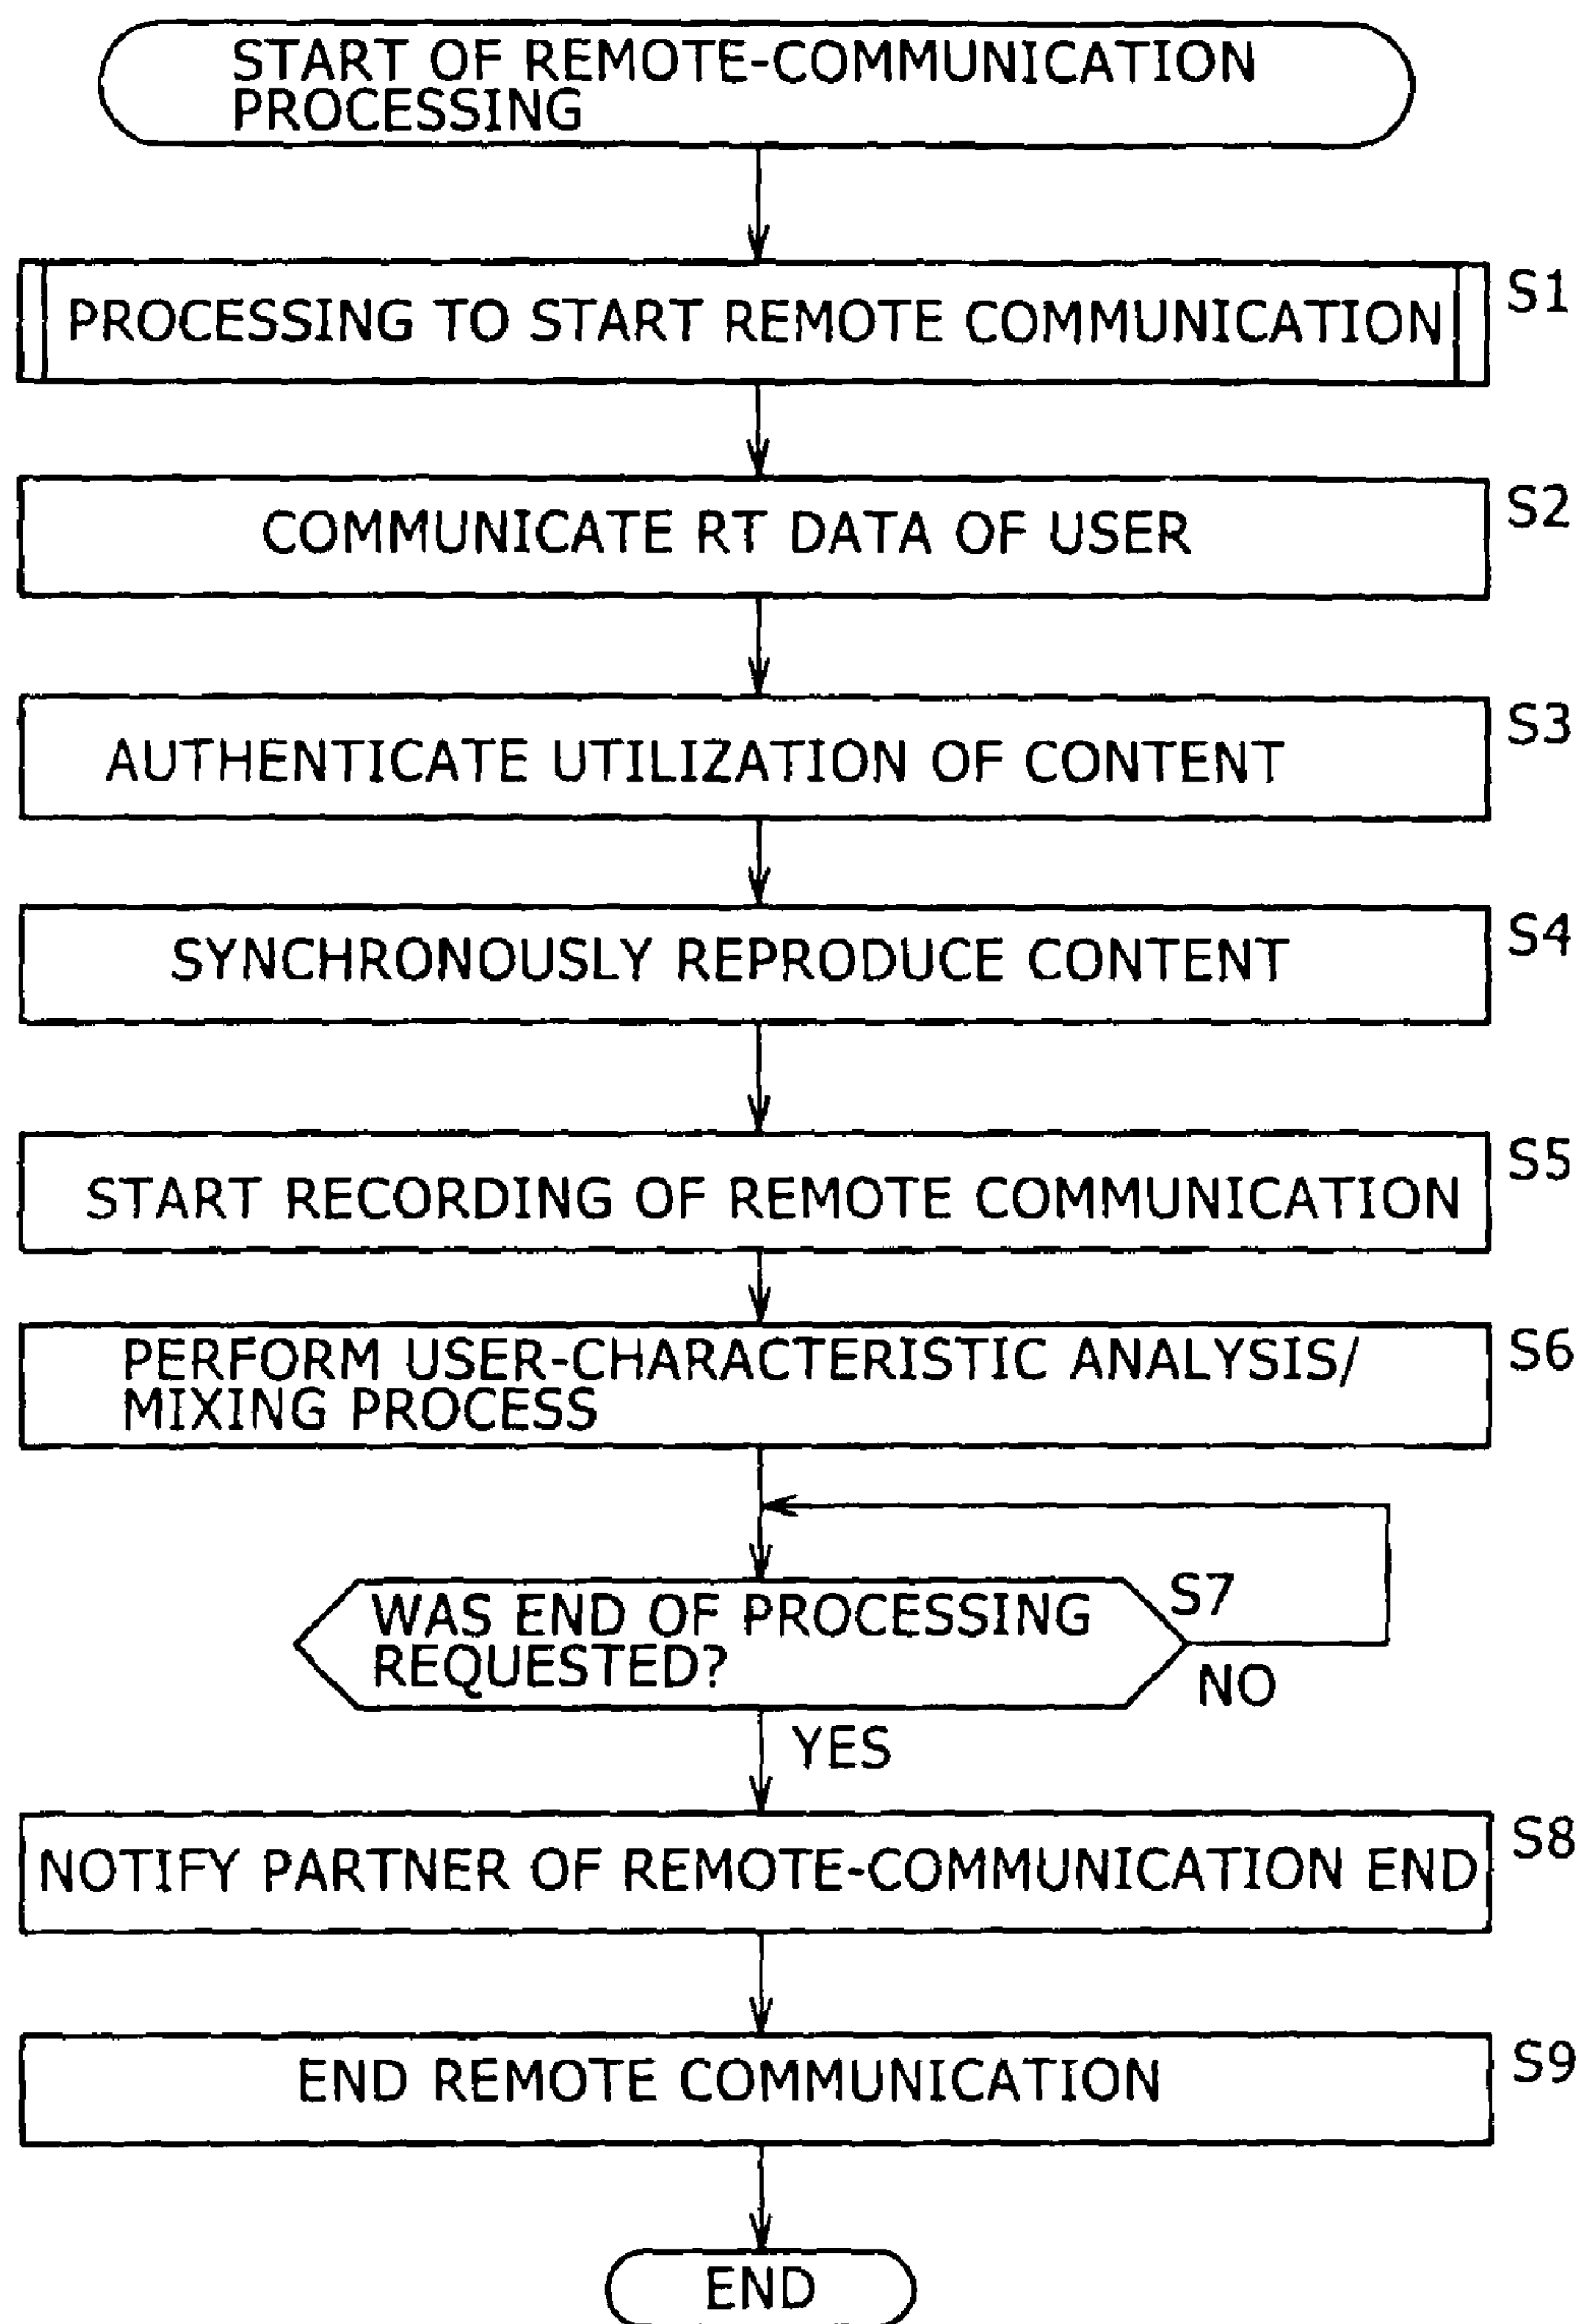 START OF REMOTE-COMMUNICATION
PROCESSING
PROCESSING TO START REMOTE COMMUNICATION
S1
COMMUNICATE RT DATA OF USER
S2
AUTHENTICATE UTILIZATION OF CONTENT
S3
SYNCHRONOUSLY REPRODUCE CONTENT
S4
START RECORDING OF REMOTE COMMUNICATION
S5
PERFORM USER-CHARACTERISTIC ANALYSIS/
MIXING PROCESS
S6
WAS END OF PROCESSING
REQUESTED?
S7
NO
YES
NOTIFY PARTNER OF REMOTE-COMMUNICATION END
S8
END REMOTE COMMUNICATION
S9
END